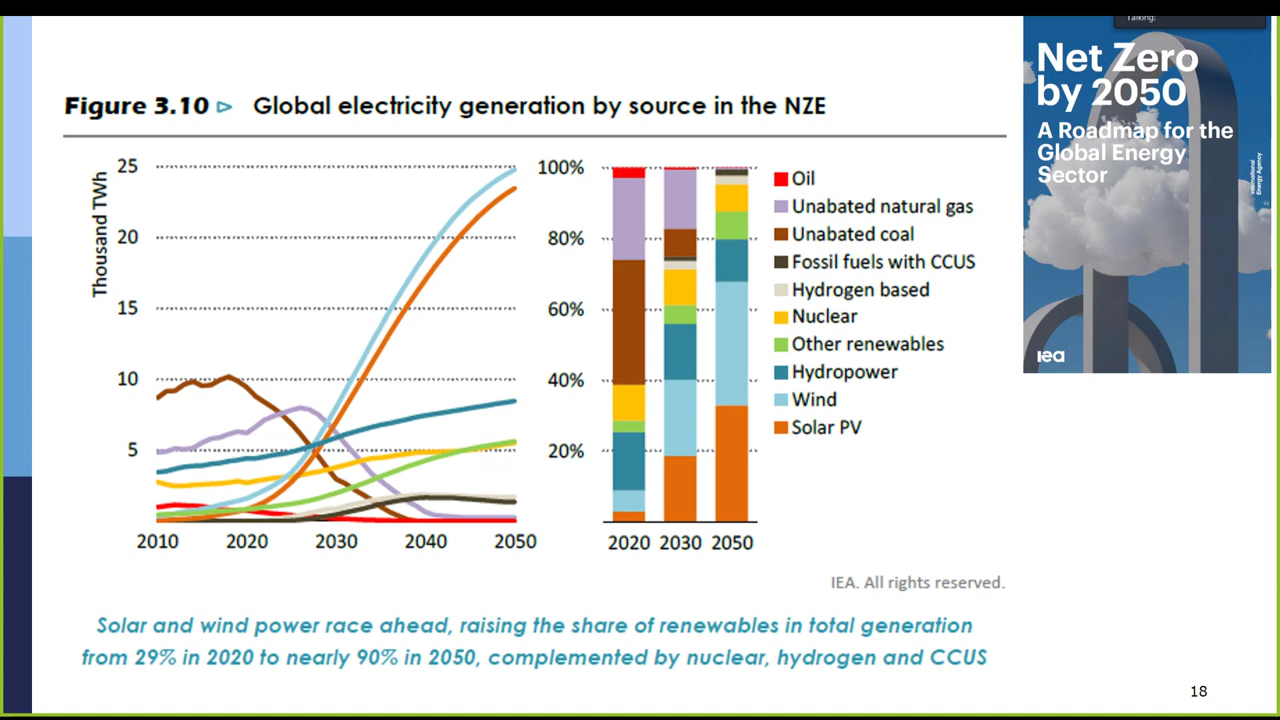 Talking:
Net Zero
by 2050
A Roadmap for the
Global Energy
Sector
International
Energy Agency
iea
Figure 3.10 ⊳ Global electricity generation by source in the NZE
Thousand TWh
25
20
15
10
5
2010 2020 2030 2040 2050
100%
80%
60%
40%
20%
2020 2030 2050
Oil
Unabated natural gas
Unabated coal
Fossil fuels with CCUS
Hydrogen based
Nuclear
Other renewables
Hydropower
Wind
Solar PV
IEA. All rights reserved.
Solar and wind power race ahead, raising the share of renewables in total generation
from 29% in 2020 to nearly 90% in 2050, complemented by nuclear, hydrogen and CCUS
18